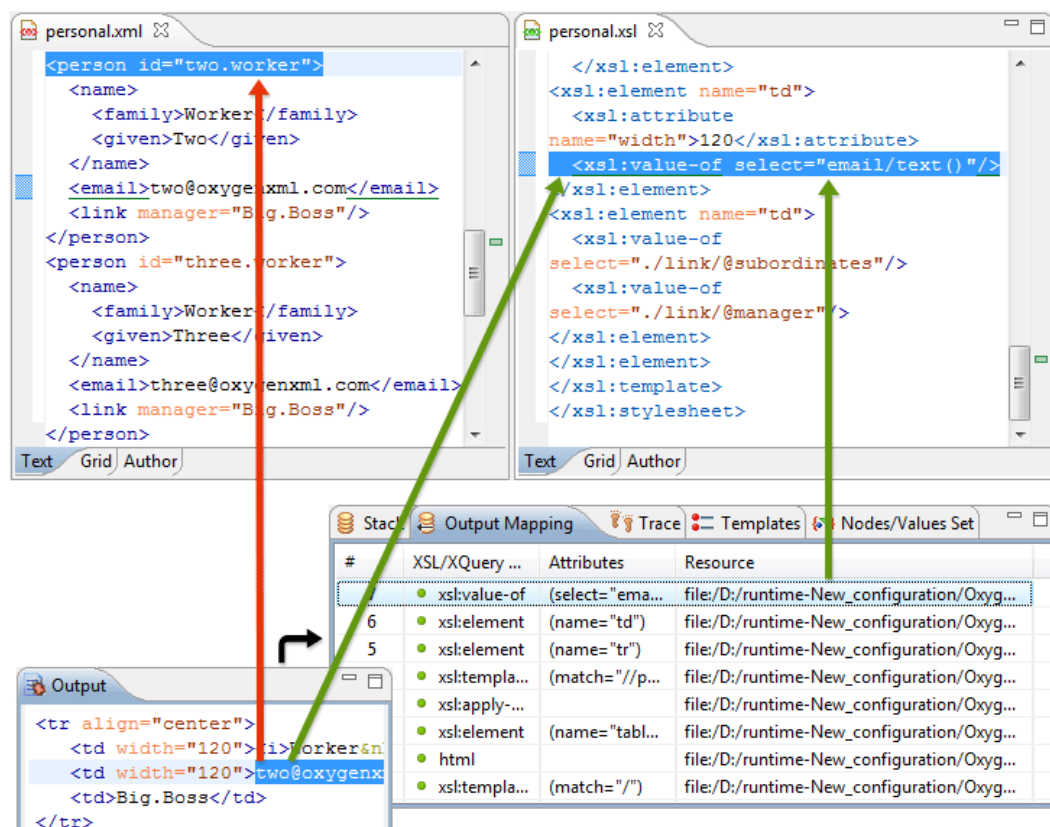 personal.xml
<person id="two.worker">
<name>
<family>Worker</family>
<given>Two</given>
</name>
<email>two@oxygenxml.com</email>
<link manager="Big.Boss"/>
</person>
<person id="three.worker">
<name>
<family>Worker</family>
<given>Three</given>
</name>
<email>three@oxygenxml.com</email>
<link manager="Big.Boss"/>
</person>
Text Grid Author
personal.xsl
</xsl:element>
<xsl:element name="td">
<xsl:attribute
name="width">120</xsl:attribute>
<xsl:value-of select="email/text()"/>
</xsl:element>
<xsl:element name="td">
<xsl:value-of
select="./link/@subordinates"/>
<xsl:value-of
select="./link/@manager"/>
</xsl:element>
</xsl:element>
</xsl:template>
</xsl:stylesheet>
Text Grid Author
Stack Output Mapping Trace Templates Nodes/Values Set
# XSL/XQuery ... Attributes Resource
7 xsl:value-of (select="ema... file:/D:/runtime-New_configuration/Oxyg...
6 xsl:element (name="td") file:/D:/runtime-New_configuration/Oxyg...
5 xsl:element (name="tr") file:/D:/runtime-New_configuration/Oxyg...
xsl:templa... (match="//p... file:/D:/runtime-New_configuration/Oxyg...
xsl:apply-... file:/D:/runtime-New_configuration/Oxyg...
xsl:element (name="tabl... file:/D:/runtime-New_configuration/Oxyg...
html file:/D:/runtime-New_configuration/Oxyg...
xsl:templa... (match="/") file:/D:/runtime-New_configuration/Oxyg...
Output
<tr align="center">
<td width="120"><i>Worker&n
<td width="120">two@oxygenx
<td>Big.Boss</td>
</tr>